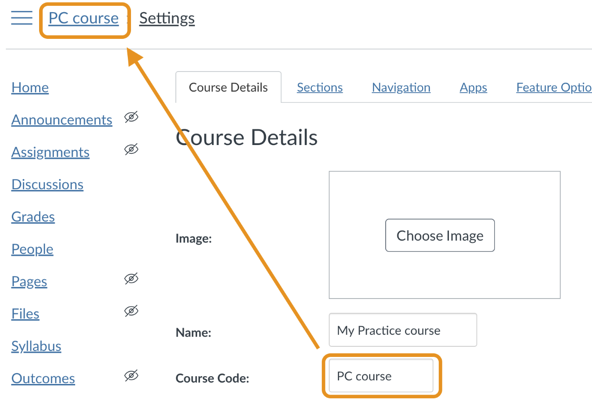 PC course Settings
Home
Announcements
Assignments
Discussions
Grades
People
Pages
Files
Syllabus
Outcomes
Course Details Sections Navigation Apps Feature Optio
Course Details
Image:
Choose Image
Name: My Practice course
Course Code: PC course